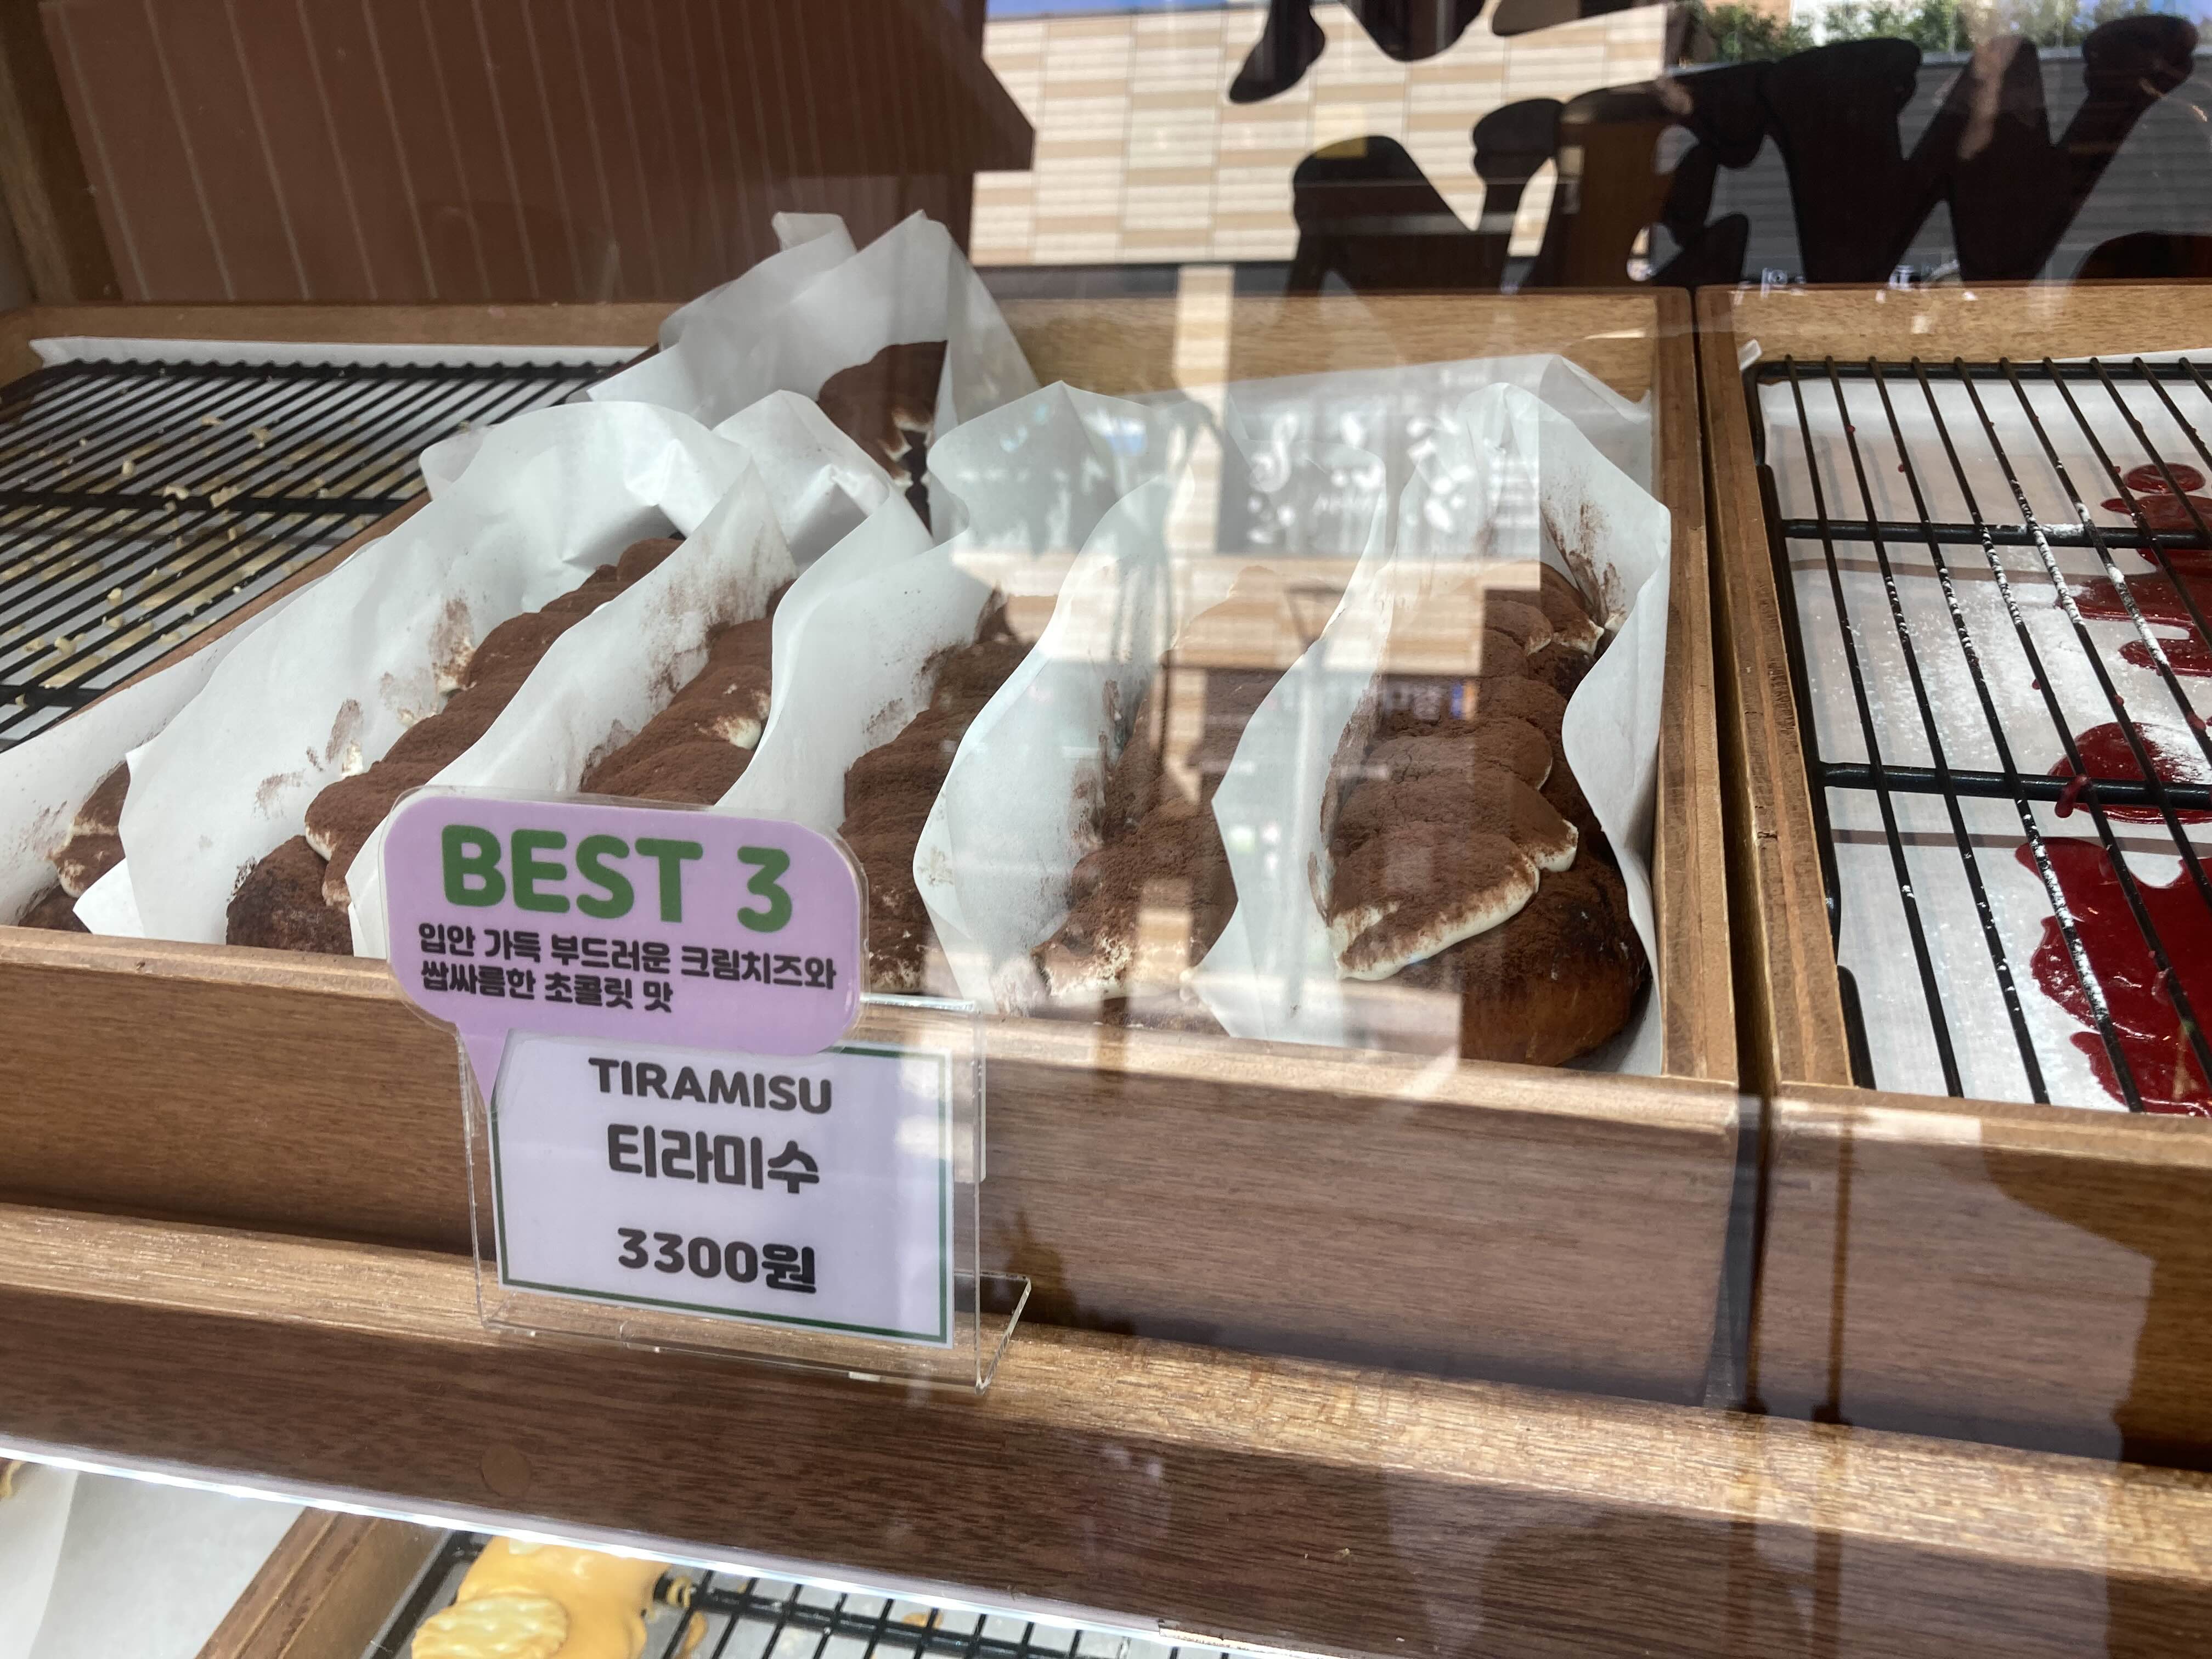 NEW
BEST 3
입안 가득 부드러운 크림치즈와
쌉싸름한 초콜릿 맛
TIRAMISU
티라미수
3300원